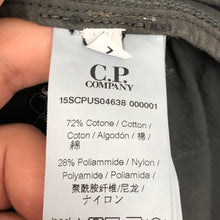 C.P.
COMPANY
15SCPUS04638 000001
72% Cotone / Cotton /
Coton / Algodón / 棉/
綿
28% Poliammide / Nylon /
Polyamide / Poliamida /
聚酰胺纤维/尼龙 /
ナイロン